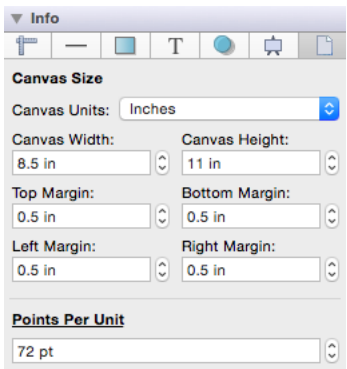 Info
T
Canvas Size
Canvas Units: Inches
Canvas Width: Canvas Height:
8.5 in 11 in
Top Margin: Bottom Margin:
0.5 in 0.5 in
Left Margin: Right Margin:
0.5 in 0.5 in
Points Per Unit
72 pt